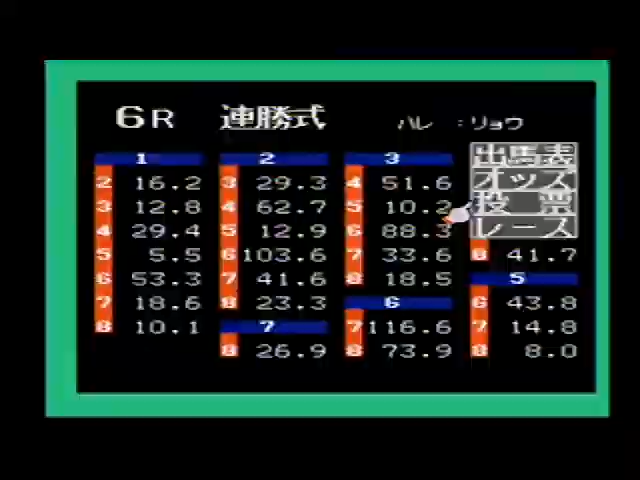 6R 連勝式 ハレ :リョウ
1 2 3 出馬表
2 16.2 3 29.3 4 51.6 オッズ
3 12.8 4 62.7 5 10.2 投 票
4 29.4 5 12.9 6 88.3 レース
5 5.5 6 103.6 7 33.6 8 41.7
6 53.3 7 41.6 8 18.5 5
7 18.6 8 23.3 6 6 43.8
8 10.1 7 7 116.6 7 14.8
8 26.9 8 73.9 8 8.0